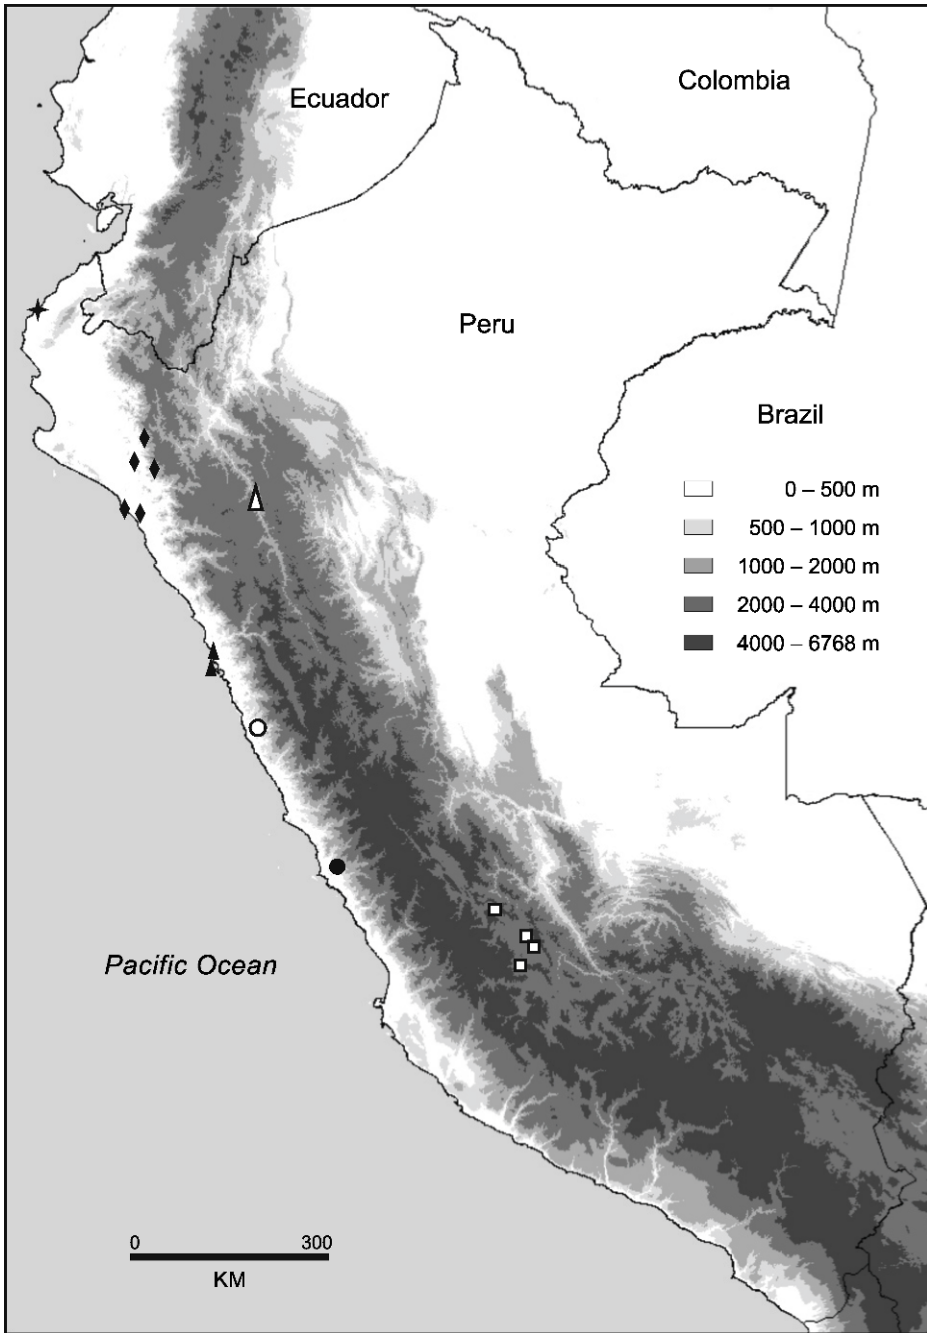 Colombia
Ecuador
Peru
Brazil
0 – 500 m
500 – 1000 m
1000 – 2000 m
2000 – 4000 m
4000 – 6768 m
Pacific Ocean
0 300
KM